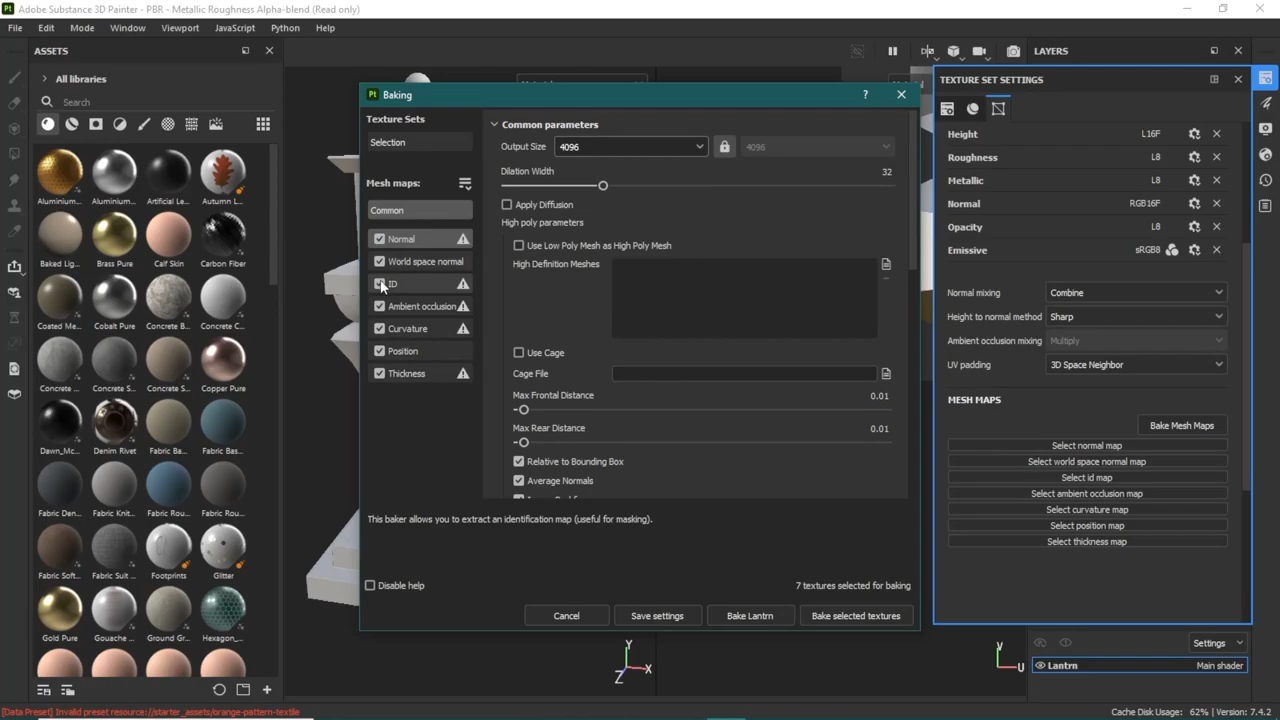 Adobe Substance 3D Painter - PBR - Metallic Roughness Alpha-blend (Read only)
File Edit Mode Window Viewport JavaScript Python Help
ASSETS
All libraries
Search
Aluminium... Aluminium... Artificial Le... Autumn L...
Baked Lig... Brass Pure Calf Skin Carbon Fiber
Coated Me... Cobalt Pure Concrete B... Concrete C...
Concrete ... Concrete S... Concrete S... Copper Pure
Dawn_Mc... Denim Rivet Fabric Ba... Fabric Bas...
Fabric Den... Fabric Knit... Fabric Rou... Fabric Rou...
Fabric Soft... Fabric Suit ... Footprints Glitter
Gold Pure Gouache ... Ground Gr... Hexagon_...
[Data Preset] Invalid preset resource://starter_assets/orange-pattern-textile
Baking
?
Texture Sets
Selection
Mesh maps:
Common
Normal
World space normal
ID
Ambient occlusion
Curvature
Position
Thickness
Common parameters
Output Size 4096 4096
Dilation Width 32
Apply Diffusion
High poly parameters
Use Low Poly Mesh as High Poly Mesh
High Definition Meshes
Use Cage
Cage File
Max Frontal Distance 0.01
Max Rear Distance 0.01
Relative to Bounding Box
Average Normals
This baker allows you to extract an identification map (useful for masking).
Disable help
7 textures selected for baking
Cancel Save settings Bake Lantrn Bake selected textures
Y
X
Z
V
U
LAYERS
TEXTURE SET SETTINGS
Height L16F
Roughness L8
Metallic L8
Normal RGB16F
Opacity L8
Emissive sRGB8
Normal mixing Combine
Height to normal method Sharp
Ambient occlusion mixing Multiply
UV padding 3D Space Neighbor
MESH MAPS
Bake Mesh Maps
Select normal map
Select world space normal map
Select id map
Select ambient occlusion map
Select curvature map
Select position map
Select thickness map
Settings
Lantrn Main shader
Cache Disk Usage: 62% | Version: 7.4.2